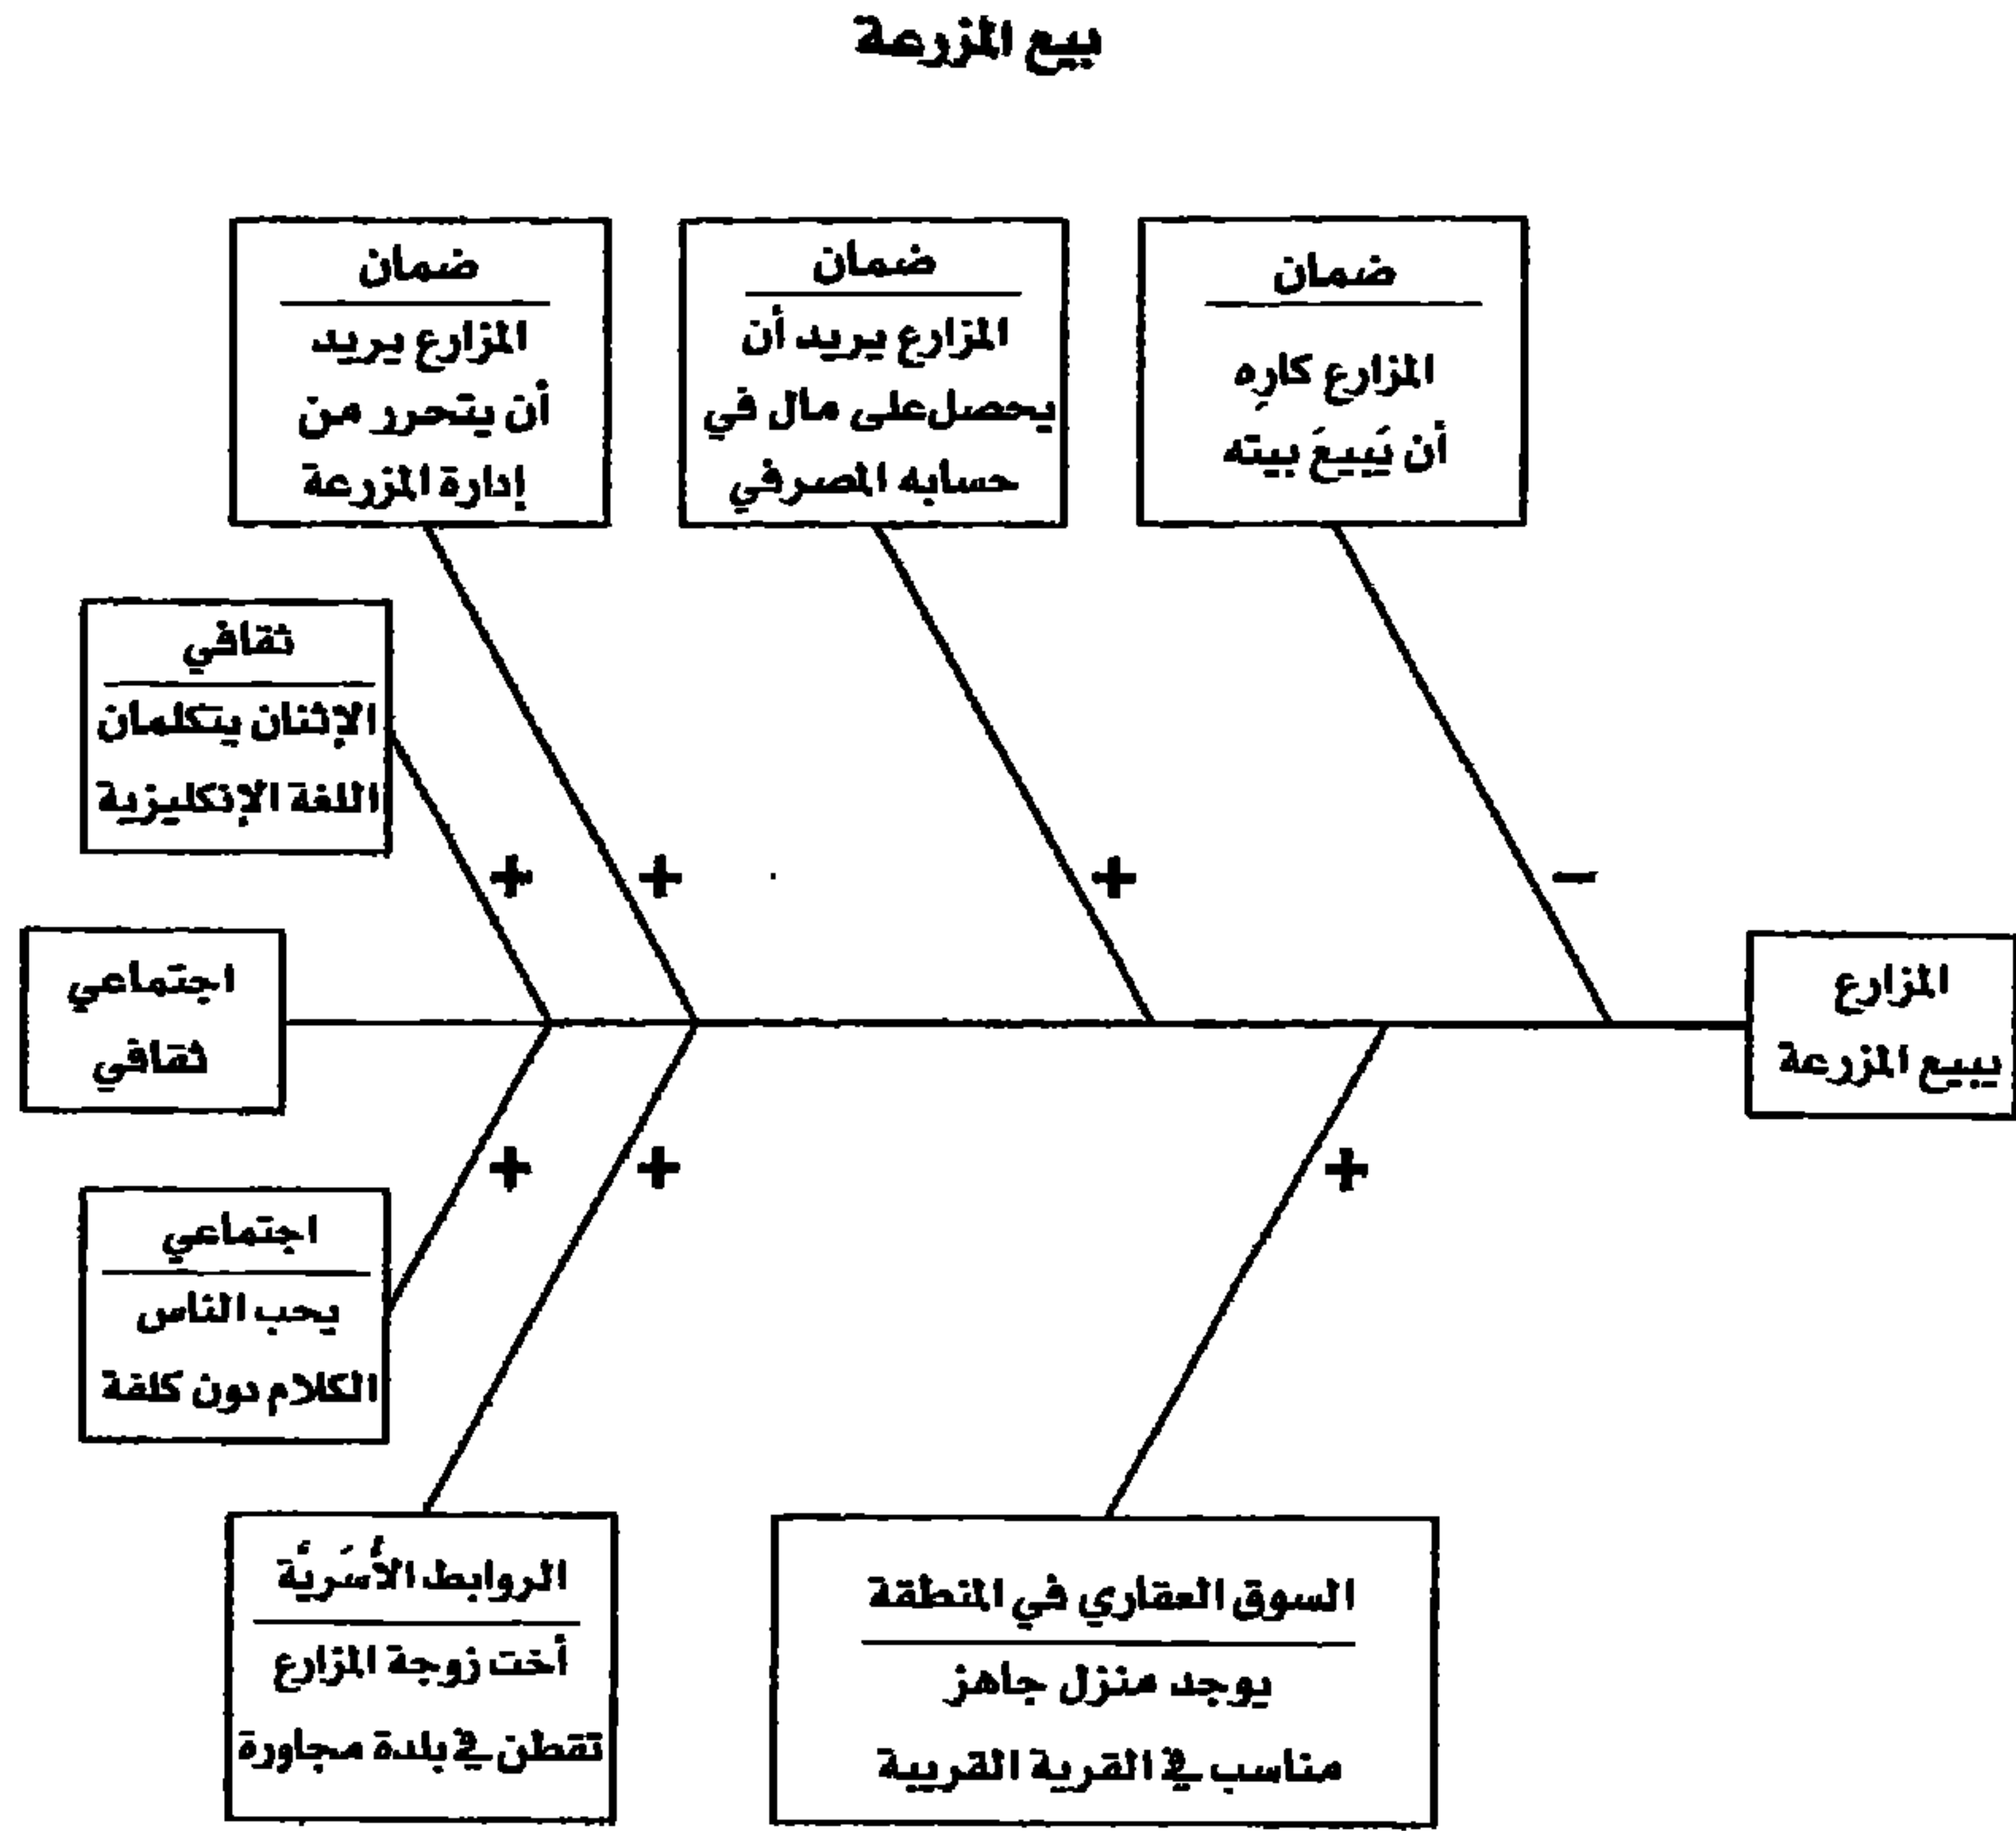 بيع المزرعة
ضمان
المزارع كارِه
أن يَبيعَ بيته
ضمان
المزارع يريد أن
يحصل على مال في
حسابه المصرفي
ضمان
المزارع يريد
أن يتحرر من
إدارة المزرعة
ثقافي
الإثنان يتكلمان
اللغة الإنكليزية
+
+
+
−
المزارع
يبيع المزرعة
اجتماعي
ثقافي
+
+
+
اجتماعي
يحب الناس
الكلام دون كلفة
السوق العقاري في المنطقة
يوجد منزل جاهز
مناسب في القرية القريبة
الروابط الأُسَريَّة
أخت زوجة المزارع
تقطن في بلدة مجاورة